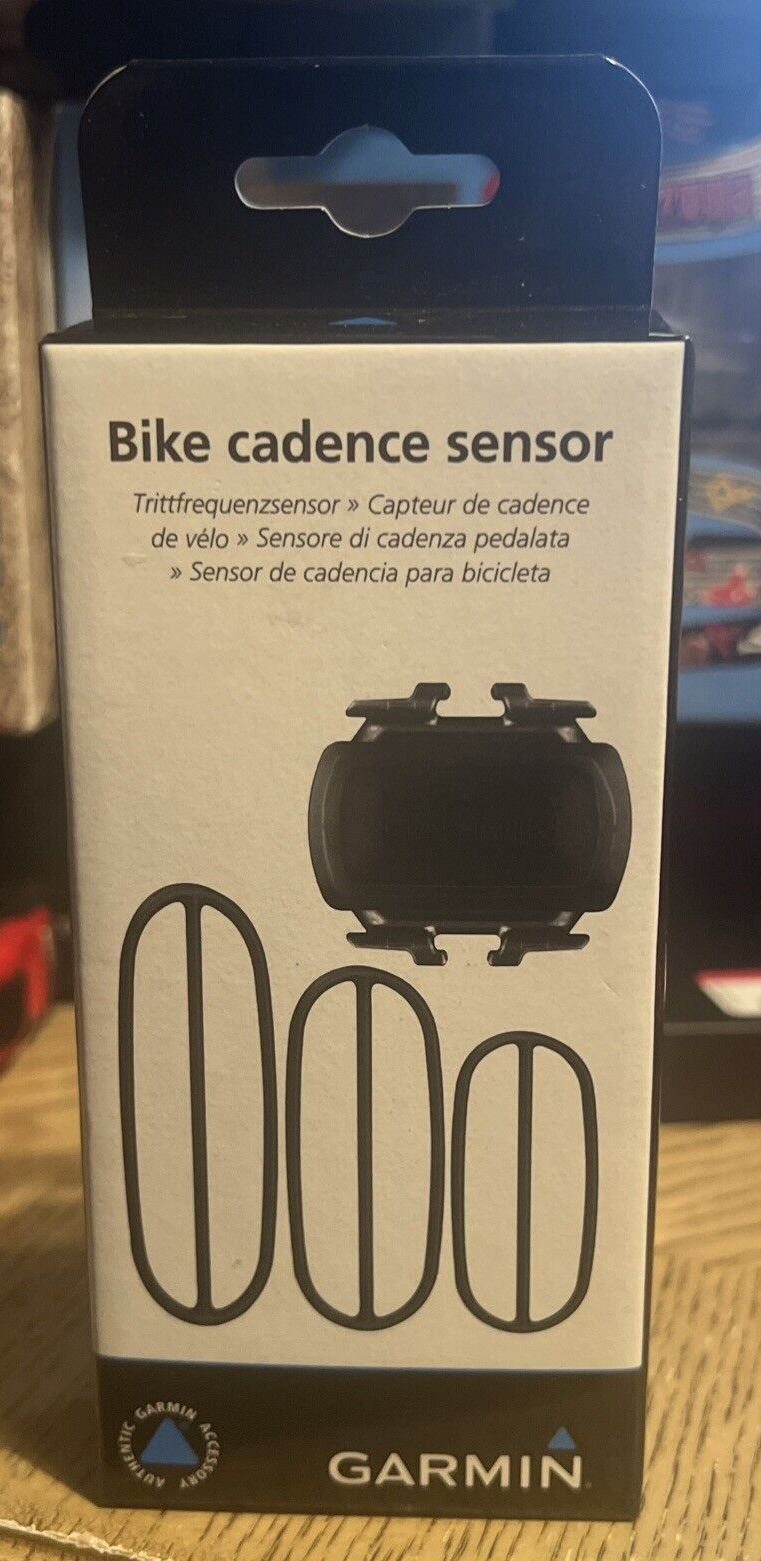 Bike cadence sensor
Trittfrequenzsensor » Capteur de cadence
de vélo » Sensore di cadenza pedalata
» Sensor de cadencia para bicicleta
AUTHENTIC GARMIN ACCESSORY
GARMIN